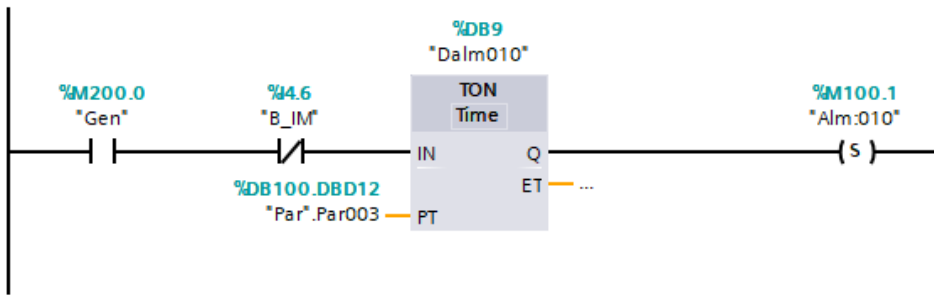 %DB9
"Dalm010"
%M200.0
"Gen"
%I4.6
"B_IM"
TON
Time
%M100.1
"Alm:010"
S
IN
Q
ET
...
%DB100.DBD12
"Par".Par003
PT